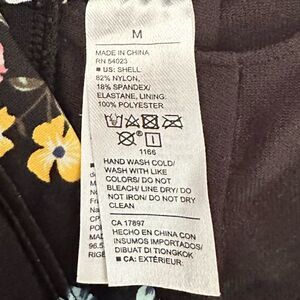 M
MADE IN CHINA
RN 54023
■ US: SHELL
82% NYLON,
18% SPANDEX/
ELASTANE, LINING:
100% POLYESTER
1166
HAND WASH COLD/
WASH WITH LIKE
COLORS/ DO NOT
BLEACH/ LINE DRY/ DO
NOT IRON/ DO NOT DRY
CLEAN
CA 17897
HECHO EN CHINA CON
INSUMOS IMPORTADOS/
DIBUAT DI TIONGKOK
■ CA: EXTÉRIEUR: